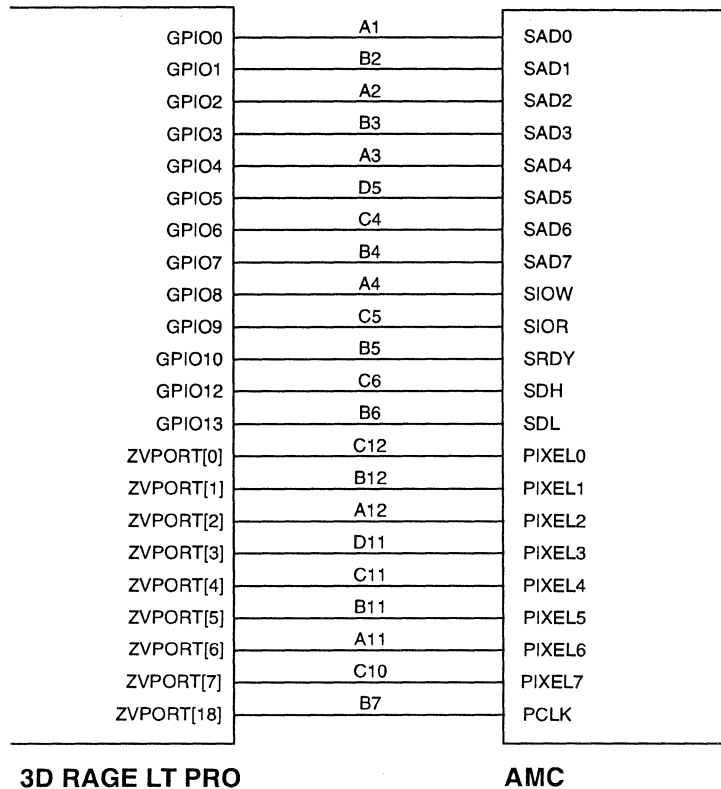 GPIO0 A1 SAD0
GPIO1 B2 SAD1
GPIO2 A2 SAD2
GPIO3 B3 SAD3
GPIO4 A3 SAD4
GPIO5 D5 SAD5
GPIO6 C4 SAD6
GPIO7 B4 SAD7
GPIO8 A4 SIOW
GPIO9 C5 SIOR
GPIO10 B5 SRDY
GPIO12 C6 SDH
GPIO13 B6 SDL
ZVPORT[0] C12 PIXEL0
ZVPORT[1] B12 PIXEL1
ZVPORT[2] A12 PIXEL2
ZVPORT[3] D11 PIXEL3
ZVPORT[4] C11 PIXEL4
ZVPORT[5] B11 PIXEL5
ZVPORT[6] A11 PIXEL6
ZVPORT[7] C10 PIXEL7
ZVPORT[18] B7 PCLK
3D RAGE LT PRO AMC